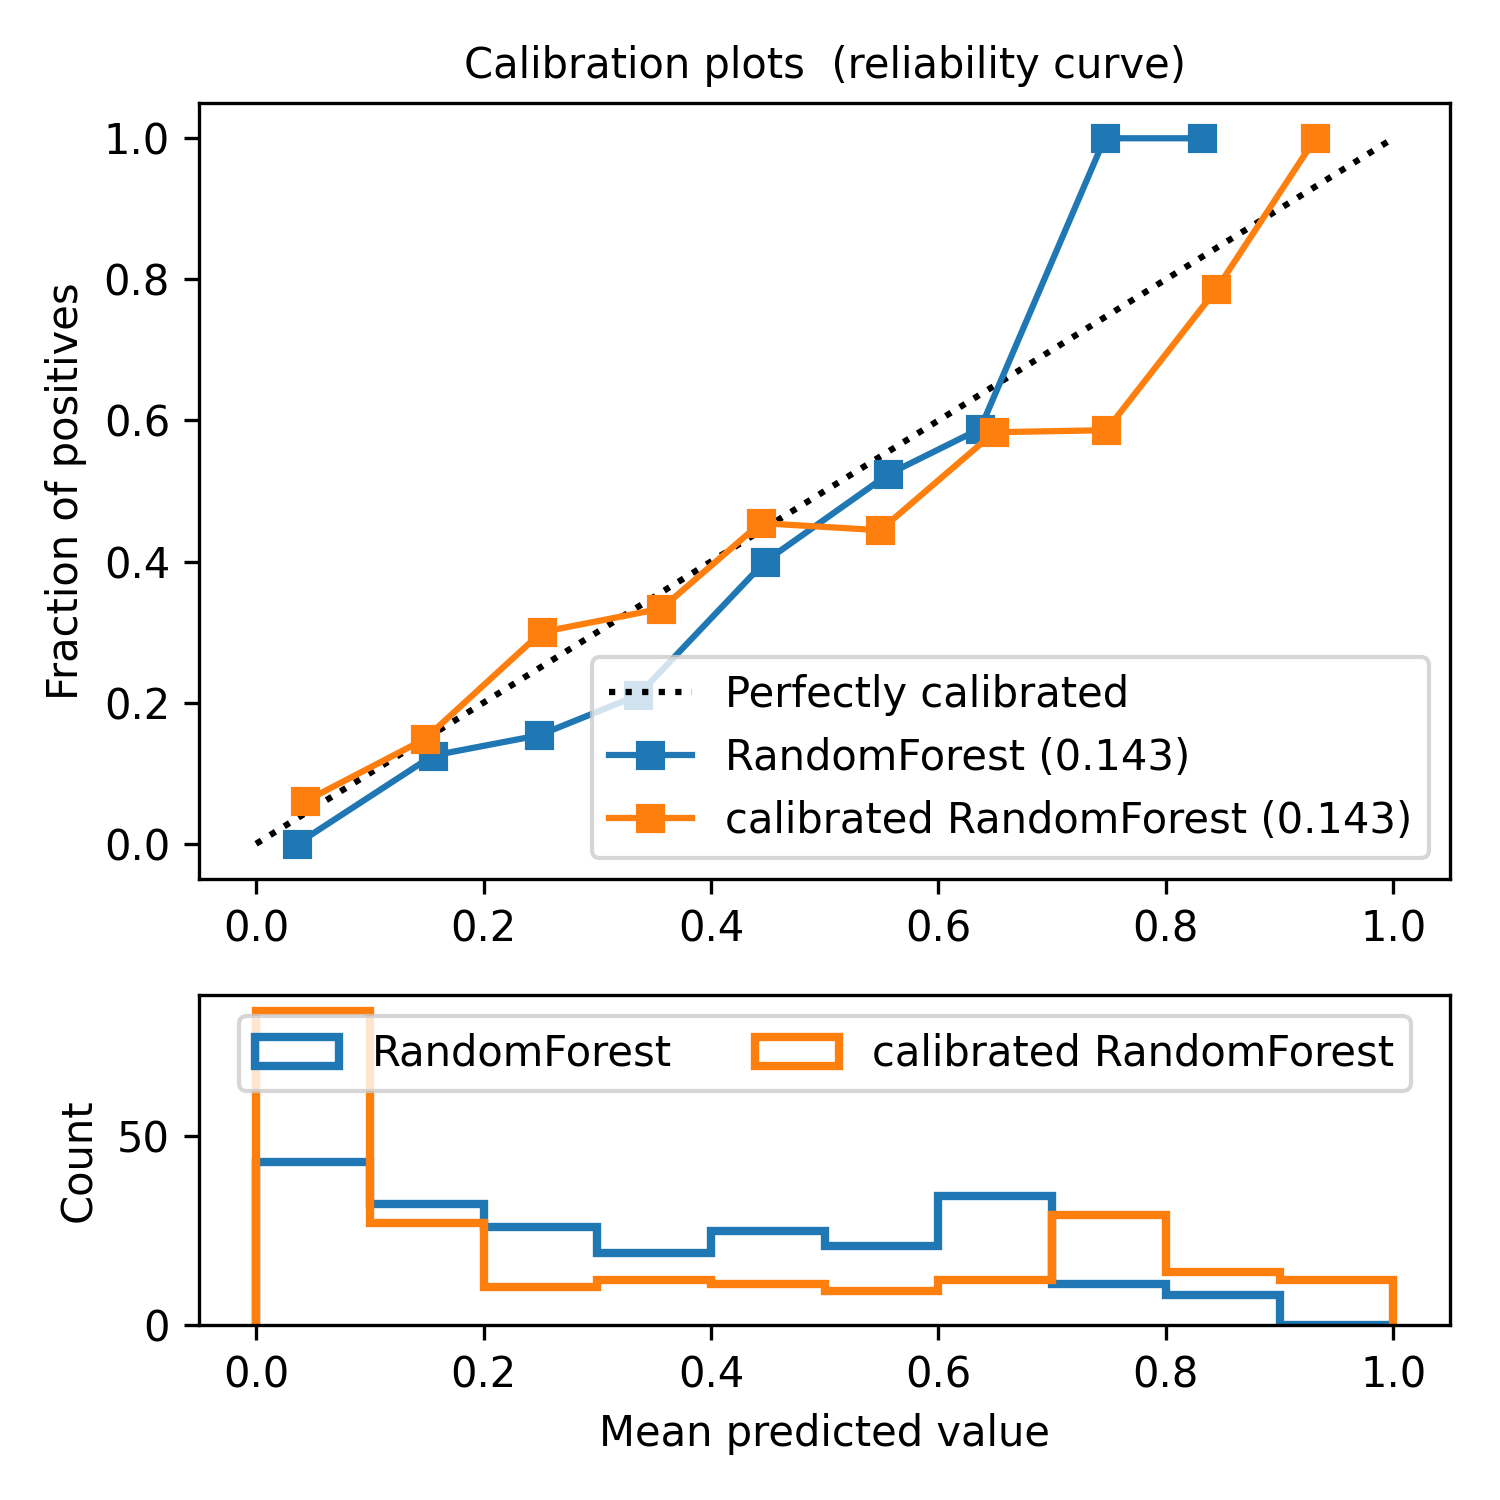 Calibration plots  (reliability curve)
1.0
0.8
0.6
0.4
0.2
0.0
Fraction of positives
Perfectly calibrated
RandomForest (0.143)
calibrated RandomForest (0.143)
0.0 0.2 0.4 0.6 0.8 1.0
RandomForest calibrated RandomForest
50
0
Count
0.0 0.2 0.4 0.6 0.8 1.0
Mean predicted value